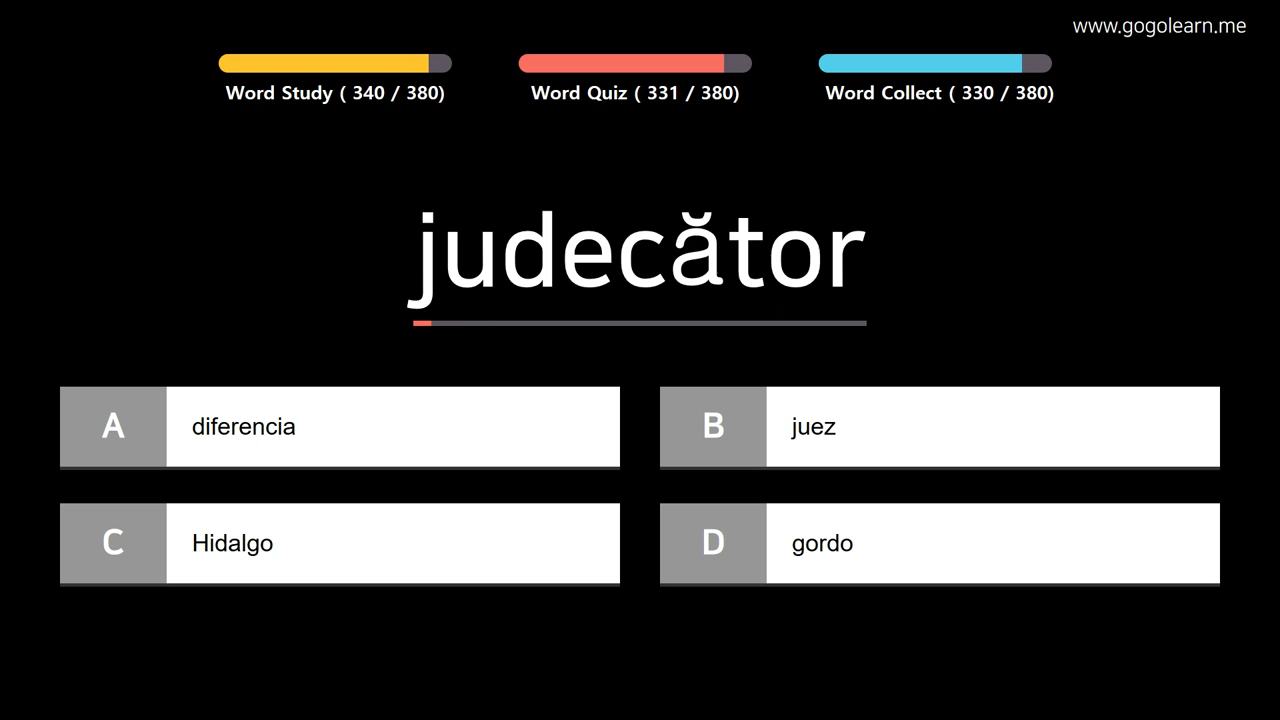 www.gogolearn.me
Word Study ( 340 / 380)
Word Quiz ( 331 / 380)
Word Collect ( 330 / 380)
judecător
A diferencia
B juez
C Hidalgo
D gordo